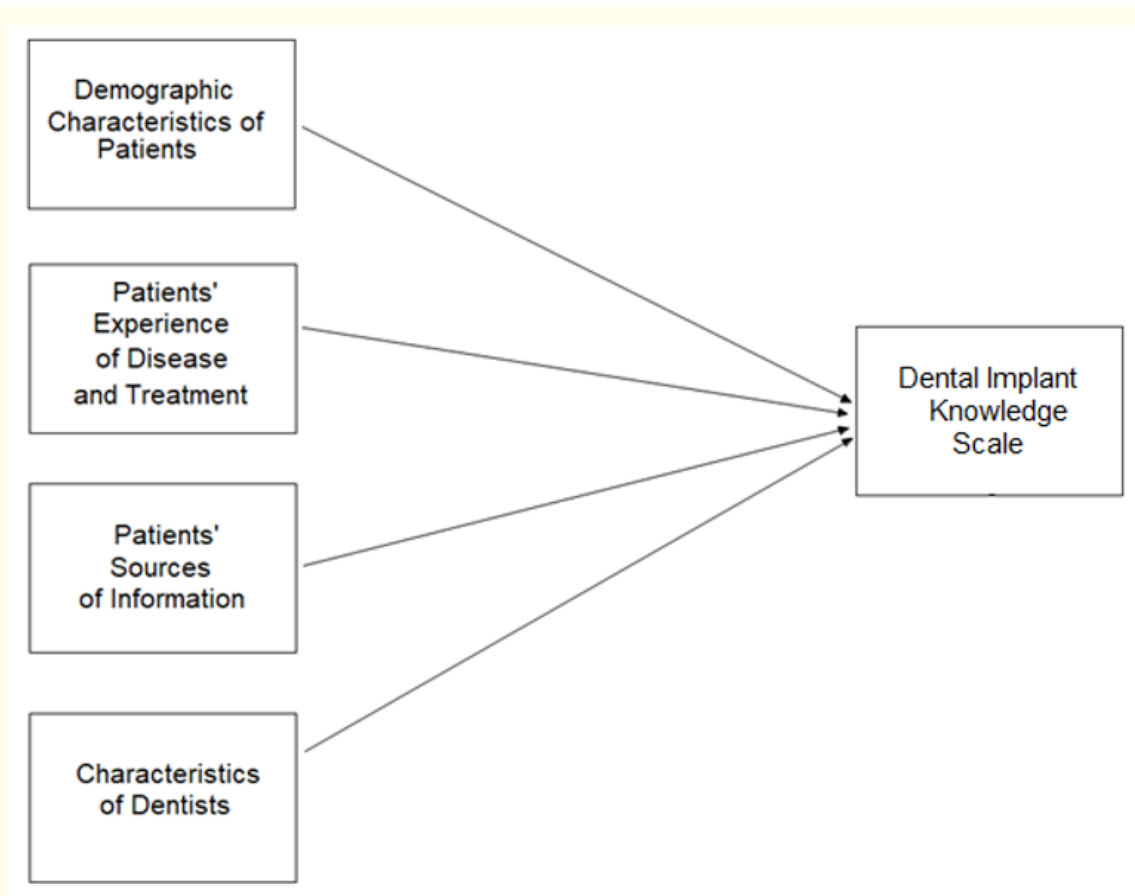 Demographic
Characteristics of
Patients
Patients'
Experience
of Disease
and Treatment
Patients'
Sources
of Information
Characteristics
of Dentists
Dental Implant
Knowledge
Scale